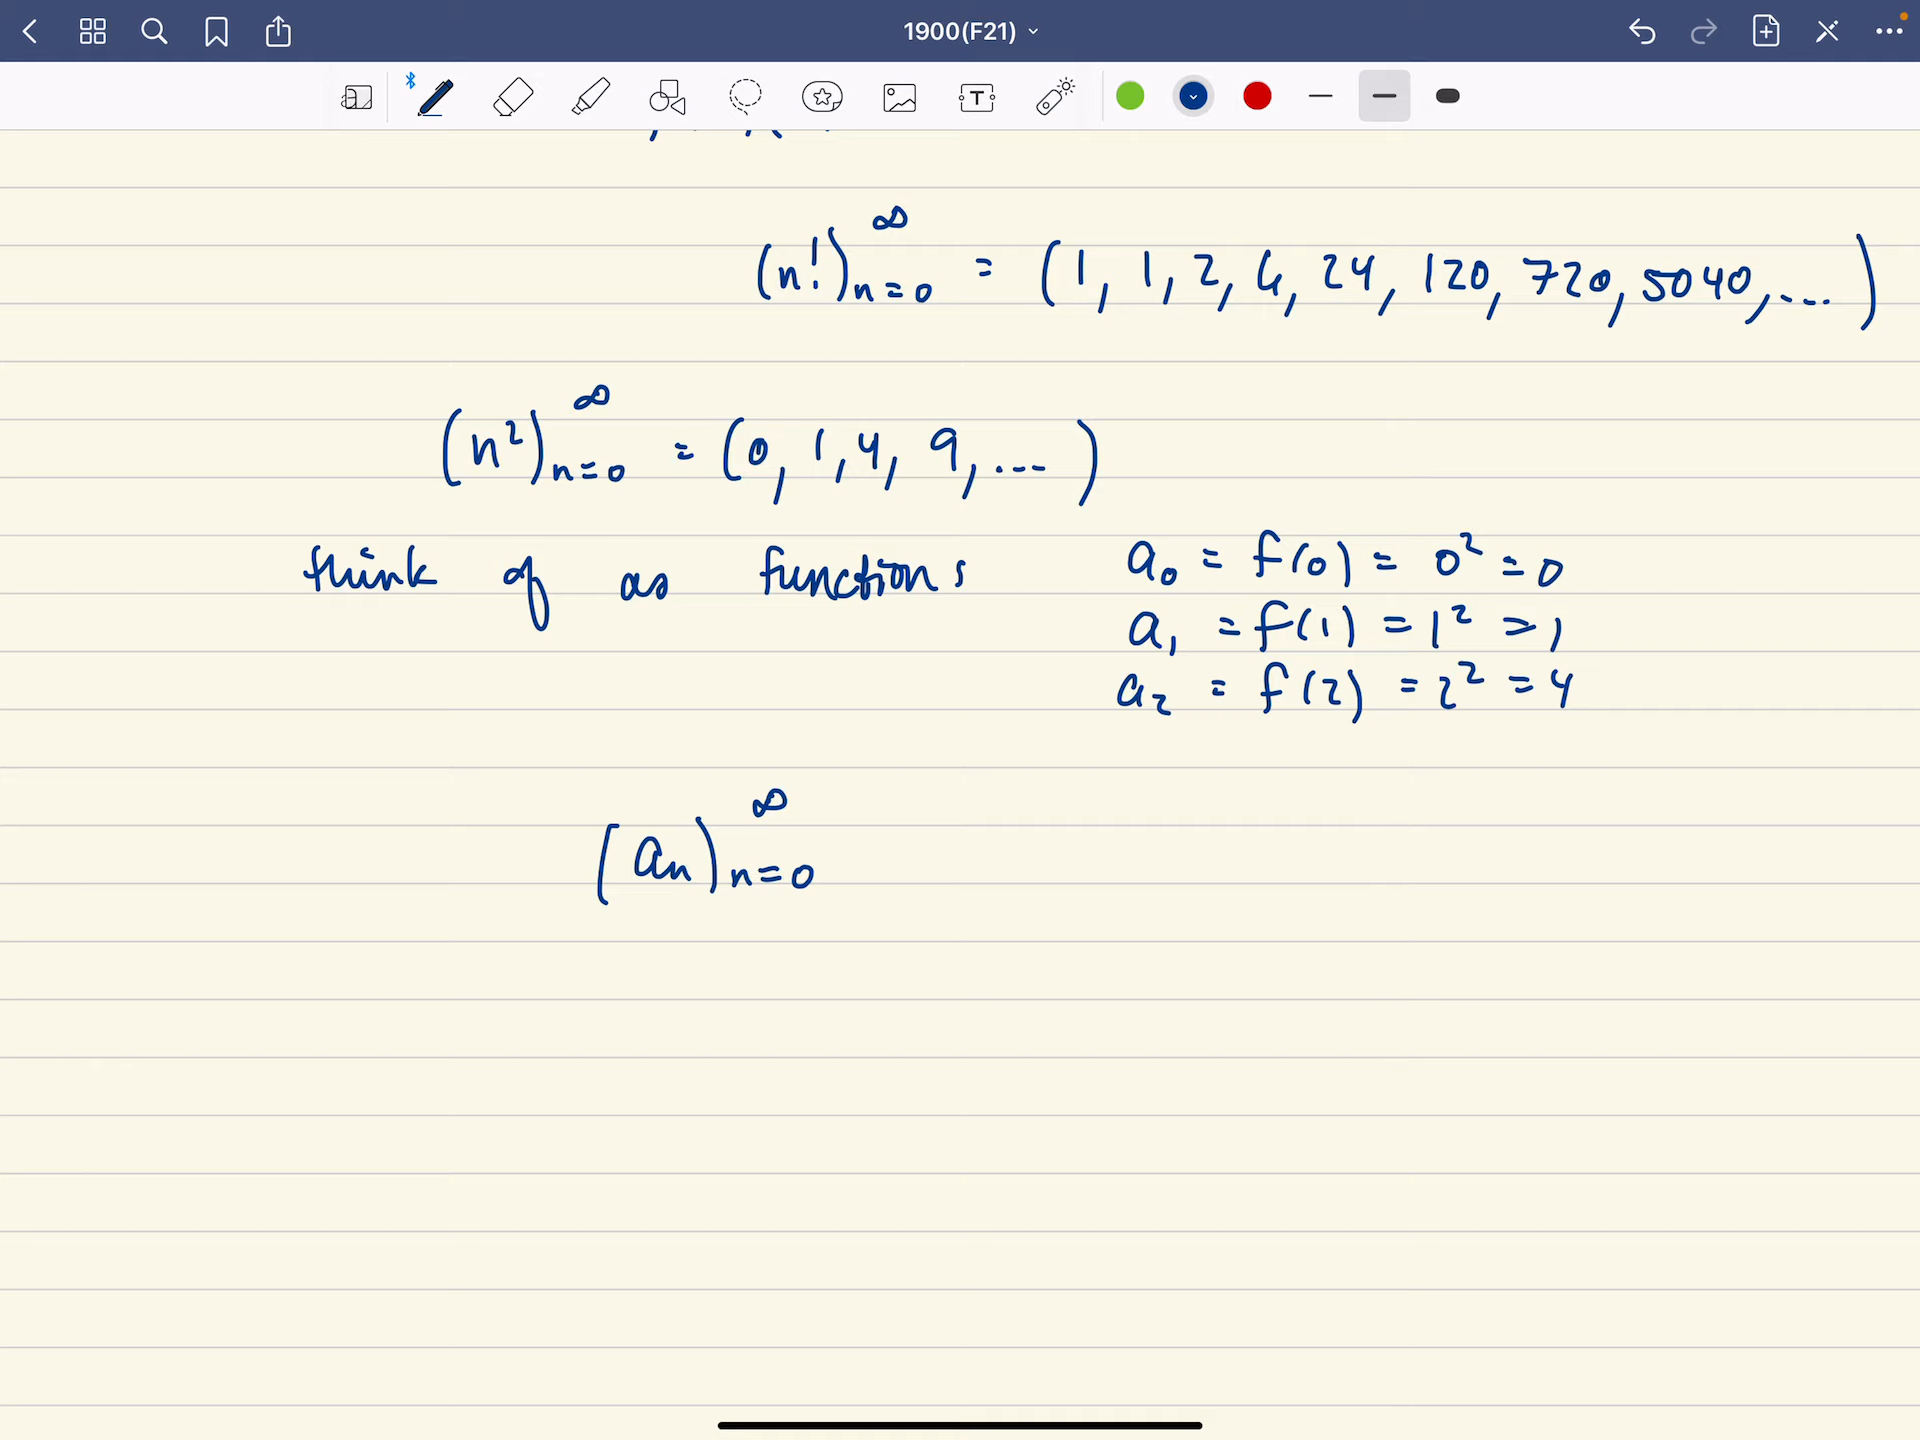 1900(F21)
(n!)_{n=0}^∞ = (1, 1, 2, 6, 24, 120, 720, 5040, ... )
(n²)_{n=0}^∞ = (0, 1, 4, 9, ... )
think of as functions
a₀ = f(0) = 0² = 0
a₁ = f(1) = 1² = 1
a₂ = f(2) = 2² = 4
(aₙ)_{n=0}^∞